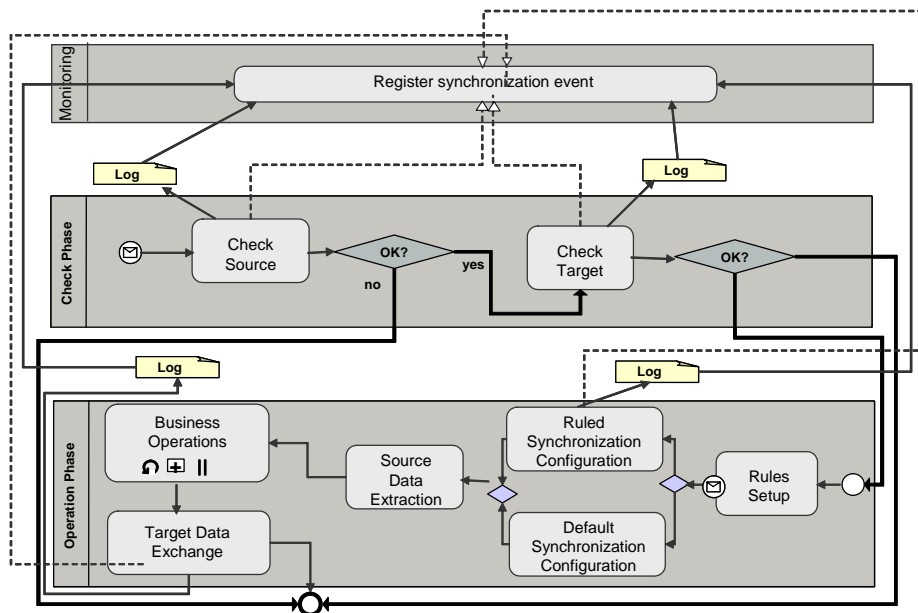 Monitoring
Register synchronization event
Log
Log
Check Phase
Check
Source
OK?
yes
no
Check
Target
OK?
Log
Log
Operation Phase
Business
Operations
Source
Data
Extraction
Ruled
Synchronization
Configuration
Rules
Setup
Target Data
Exchange
Default
Synchronization
Configuration